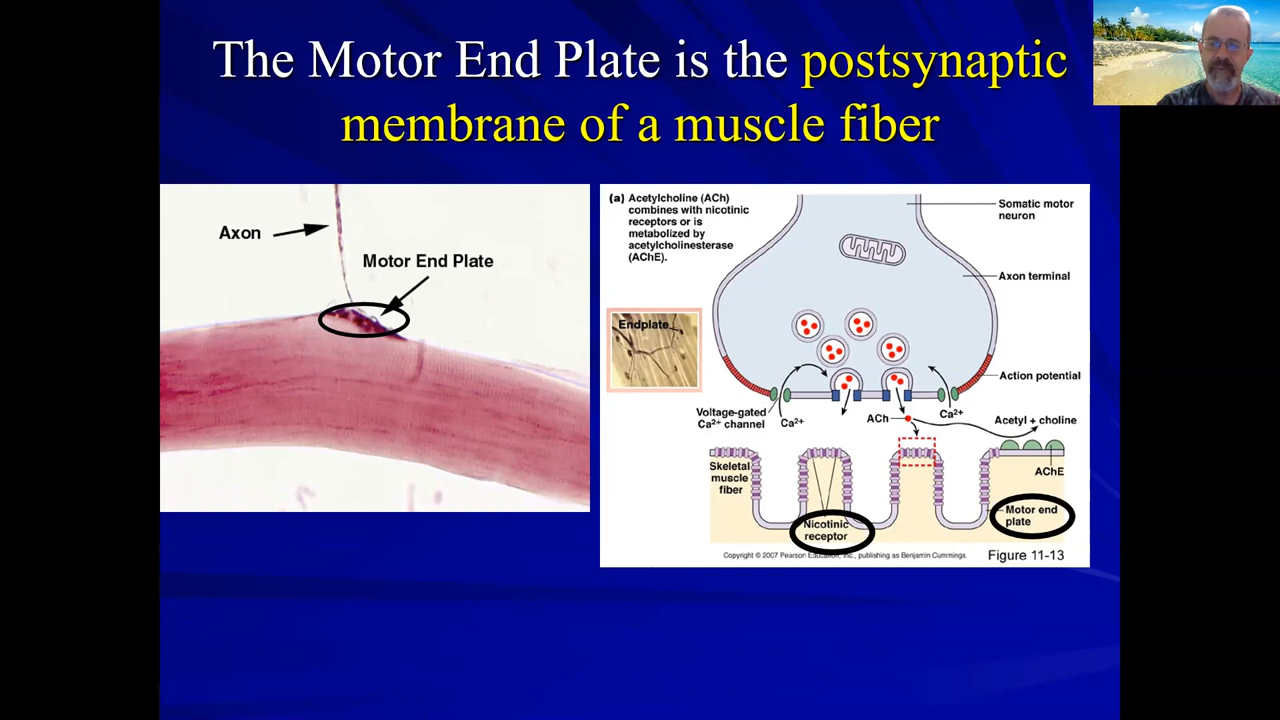 The Motor End Plate is the postsynaptic
membrane of a muscle fiber
Axon
Motor End Plate
(a) Acetylcholine (ACh)
combines with nicotinic
receptors or is
metabolized by
acetylcholinesterase
(AChE).
Somatic motor
neuron
Axon terminal
Endplate
Action potential
Voltage-gated
Ca²⁺ channel
Ca²⁺
ACh
Ca²⁺
Acetyl + choline
Skeletal
muscle
fiber
AChE
Nicotinic
receptor
Motor end
plate
Copyright © 2007 Pearson Education, Inc., publishing as Benjamin Cummings.
Figure 11-13